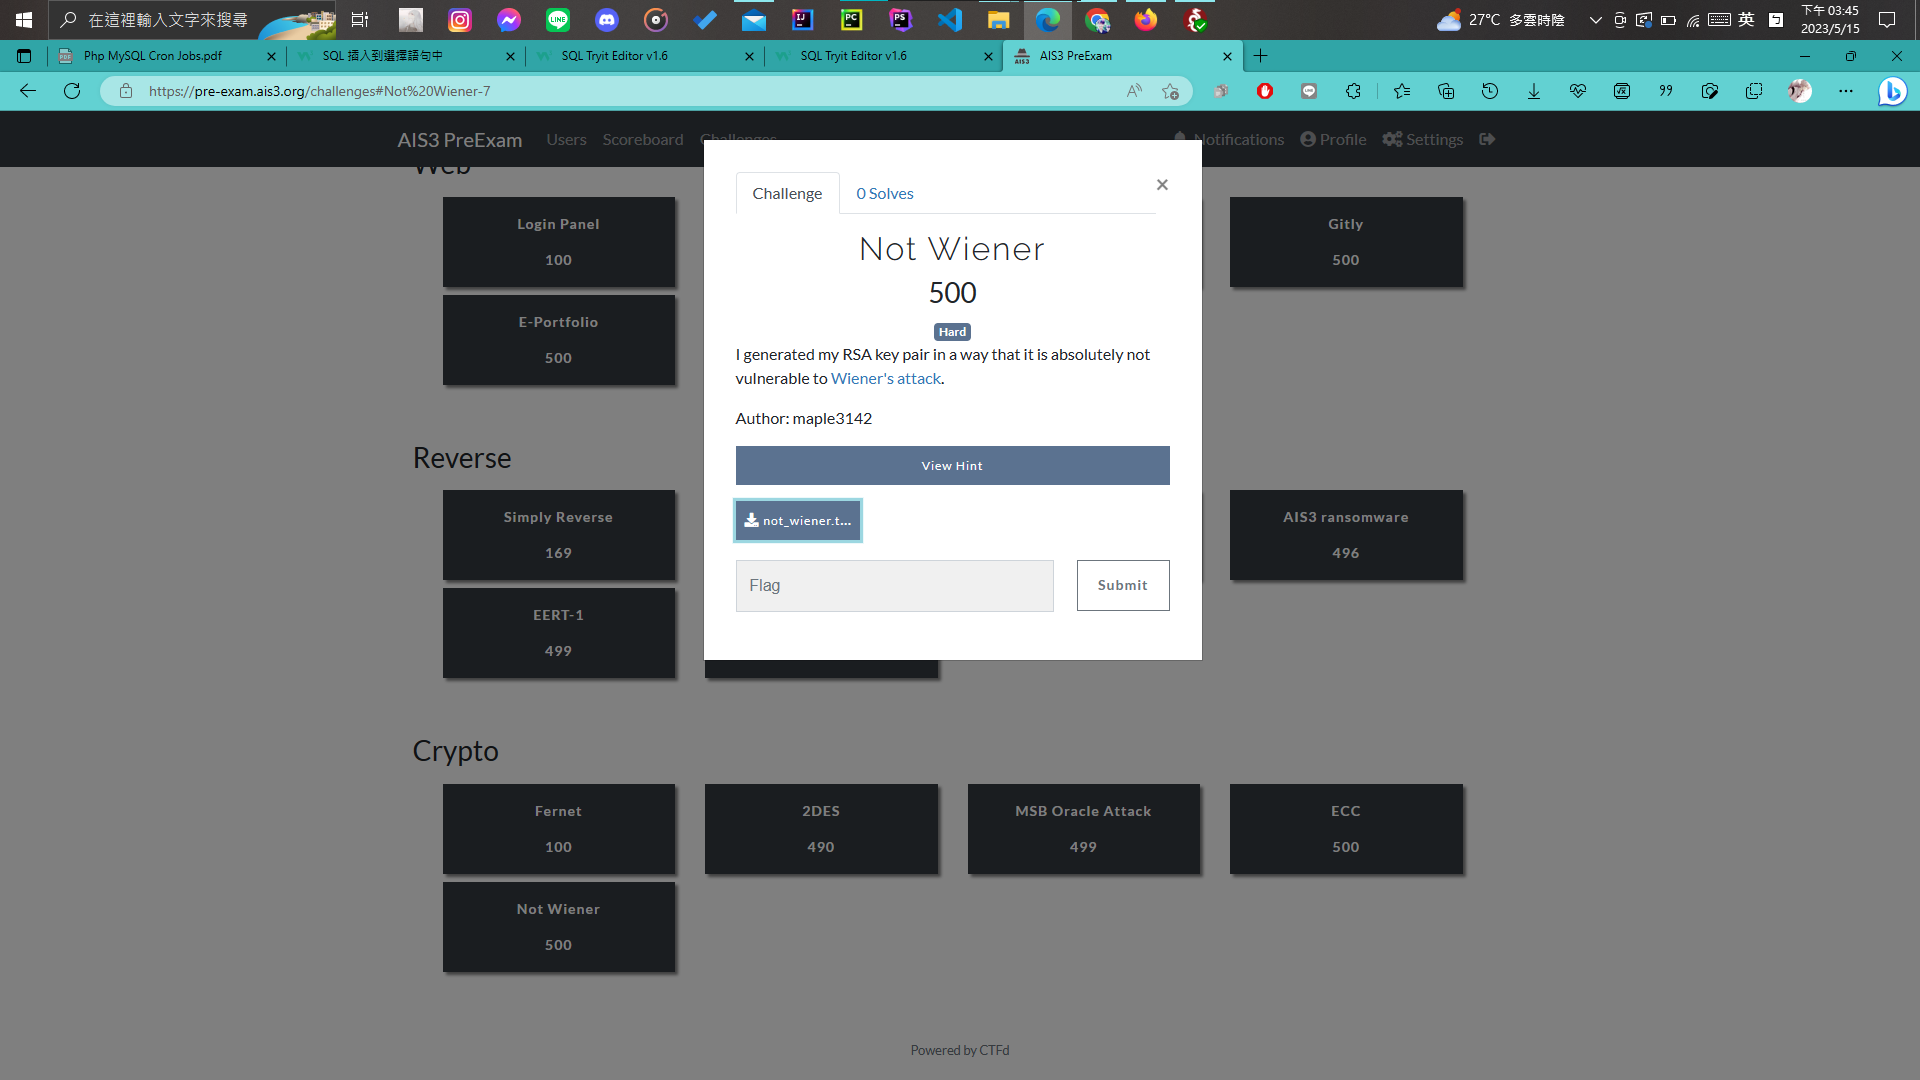 在這裡輸入文字來搜尋
27°C 多雲時陰
英
下午 03:45
2023/5/15
Php MySQL Cron Jobs.pdf
SQL 插入到選擇語句中
SQL Tryit Editor v1.6
SQL Tryit Editor v1.6
AIS3 PreExam
https://pre-exam.ais3.org/challenges#Not%20Wiener-7
AIS3 PreExam Users Scoreboard Challenges Notifications Profile Settings
Web
Login Panel
100
Gitly
500
E-Portfolio
500
Challenge
0 Solves
×
Not Wiener
500
Hard
I generated my RSA key pair in a way that it is absolutely not
vulnerable to Wiener's attack.
Author: maple3142
View Hint
not_wiener.t...
Flag
Submit
Reverse
Simply Reverse
169
AIS3 ransomware
496
EERT-1
499
Crypto
Fernet
100
2DES
490
MSB Oracle Attack
499
ECC
500
Not Wiener
500
Powered by CTFd